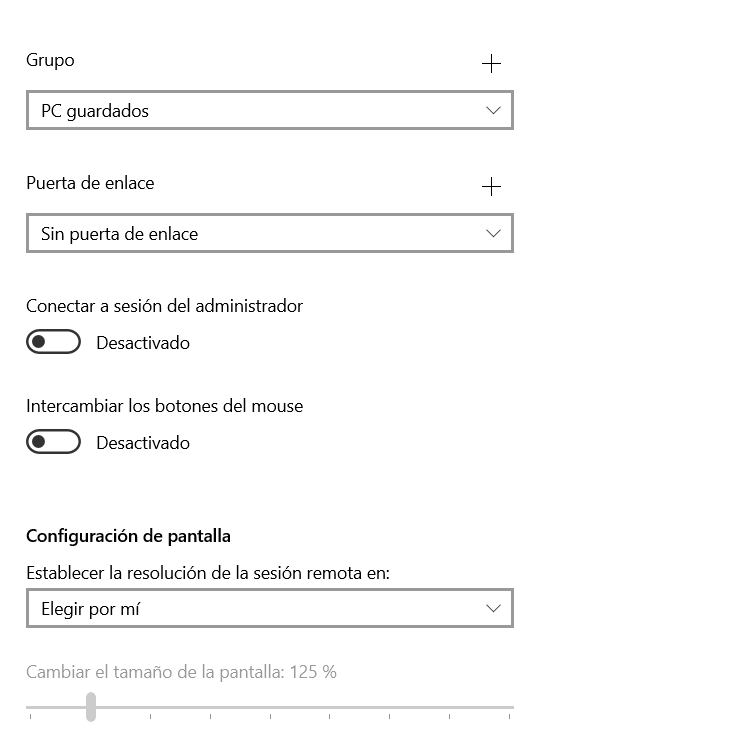 Grupo
PC guardados
Puerta de enlace
Sin puerta de enlace
Conectar a sesión del administrador
Desactivado
Intercambiar los botones del mouse
Desactivado
Configuración de pantalla
Establecer la resolución de la sesión remota en:
Elegir por mí
Cambiar el tamaño de la pantalla: 125 %